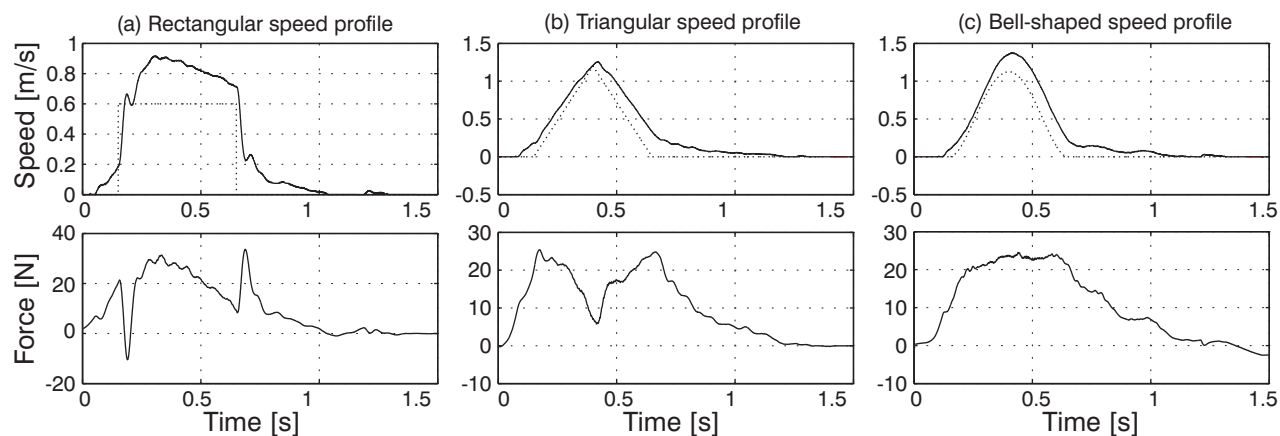 (a) Rectangular speed profile
(b) Triangular speed profile
(c) Bell-shaped speed profile
Speed [m/s]
1
0.8
0.6
0.4
0.2
0
0 0.5 1 1.5
1.5
1
0.5
0
-0.5
0 0.5 1 1.5
1.5
1
0.5
0
-0.5
0 0.5 1 1.5
Force [N]
40
20
0
-20
0 0.5 1 1.5
Time [s]
30
20
10
0
-10
0 0.5 1 1.5
Time [s]
30
20
10
0
-10
0 0.5 1 1.5
Time [s]